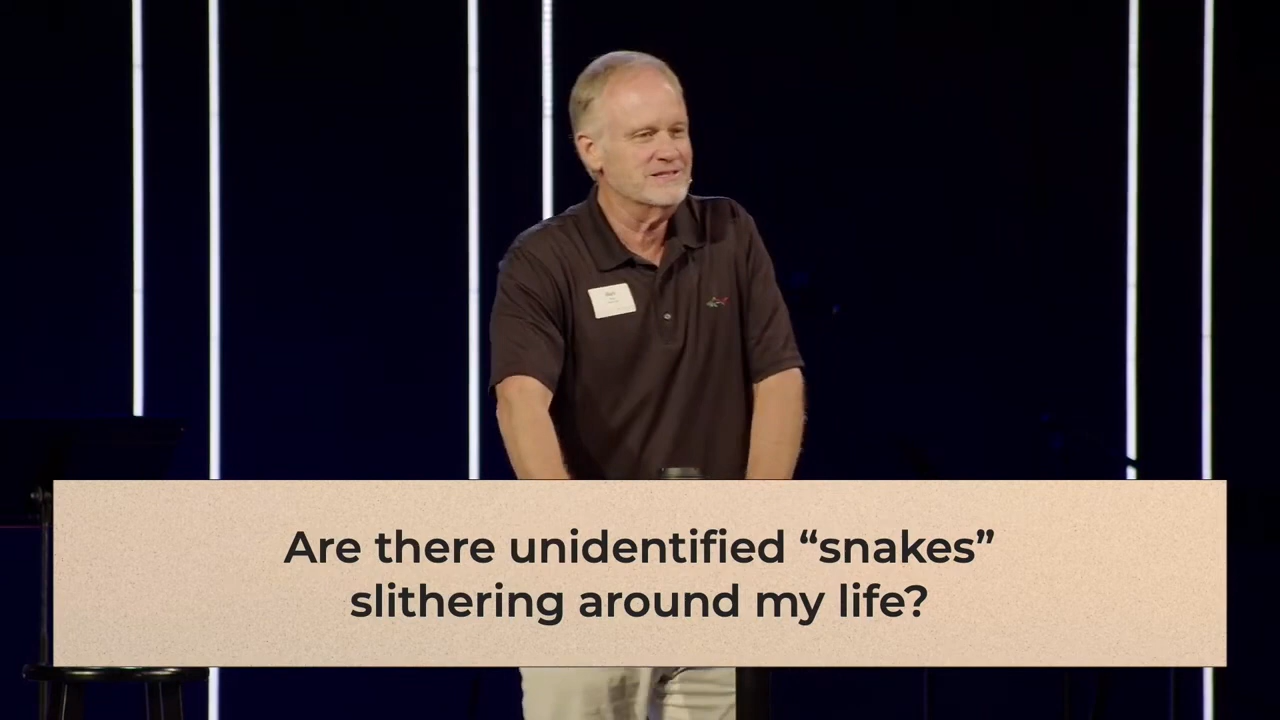 Are there unidentified “snakes”
slithering around my life?